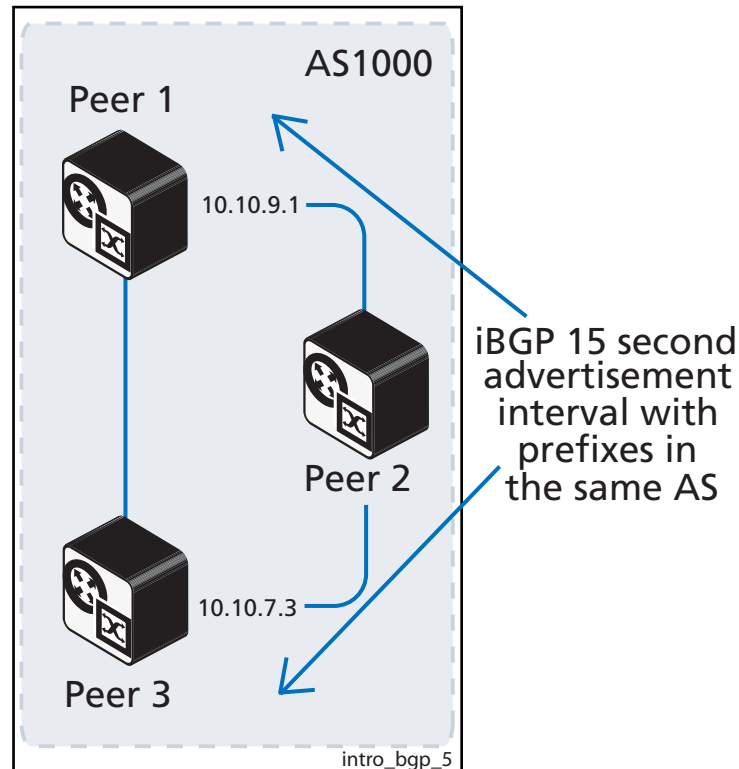 AS1000
Peer 1
10.10.9.1
iBGP 15 second
advertisement
interval with
prefixes in
the same AS
Peer 2
10.10.7.3
Peer 3
intro_bgp_5